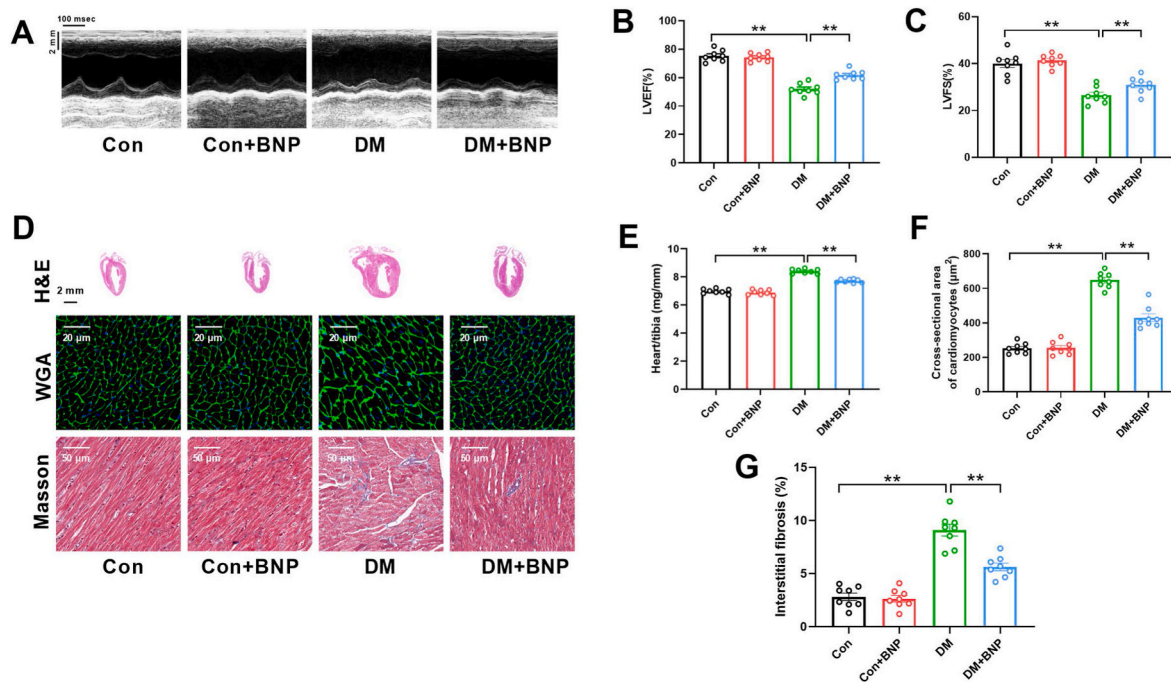 A
100 msec
2 mm
Con
Con+BNP
DM
DM+BNP
B
LVEF(%)
100
80
60
40
20
0
**
**
Con
Con+BNP
DM
DM+BNP
C
LVFS(%)
60
40
20
0
**
**
Con
Con+BNP
DM
DM+BNP
D
H&E
2 mm
WGA
20 μm
20 μm
20 μm
20 μm
Masson
50 μm
50 μm
50 μm
50 μm
Con
Con+BNP
DM
DM+BNP
E
Heart/tibia (mg/mm)
10
8
6
4
2
0
**
**
Con
Con+BNP
DM
DM+BNP
F
Cross-sectional area
of cardiomyocytes (μm²)
800
600
400
200
0
**
**
Con
Con+BNP
DM
DM+BNP
G
Interstitial fibrosis (%)
15
10
5
0
**
**
Con
Con+BNP
DM
DM+BNP